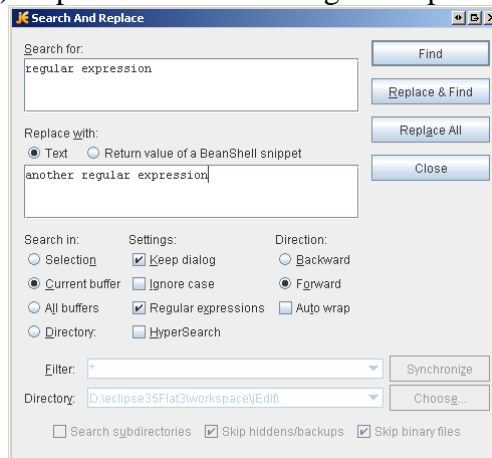 Search And Replace
Search for:
Find
regular expression
Replace & Find
Replace All
Replace with:
Text Return value of a BeanShell snippet
Close
another regular expression
Search in: Settings: Direction:
Selection Keep dialog Backward
Current buffer Ignore case Forward
All buffers Regular expressions Auto wrap
Directory: HyperSearch
Filter: * Synchronize
Directory: D:\eclipse35Flat3\workspace\jEdit\ Choose...
Search subdirectories Skip hiddens/backups Skip binary files